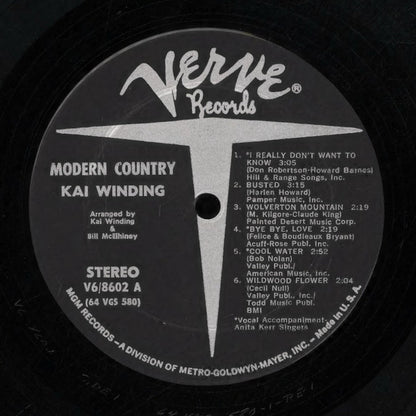 VERVE®
Records
MODERN COUNTRY
KAI WINDING
Arranged by
Kai Winding
&
Bill McElhiney
STEREO
V6/8602 A
(64 VGS 580)
1. *I REALLY DON'T WANT TO
KNOW 3:05
(Don Robertson-Howard Barnes)
Hill & Range Songs, Inc.
2. BUSTED 3:15
(Harlen Howard)
Pamper Music, Inc.
3. WOLVERTON MOUNTAIN 2:19
(M. Kilgore-Claude King)
Painted Desert Music Corp.
4. *BYE BYE, LOVE 2:19
(Felice & Boudleaux Bryant)
Acuff-Rose Publ. Inc.
5. *COOL WATER 2:52
(Bob Nolan)
Valley Publ./
American Music, Inc.
6. WILDWOOD FLOWER 2:04
(Cecil Null)
Valley Publ., Inc./
Todd Music Publ.
BMI
*Vocal Accompaniment
Anita Kerr Singers
MGM RECORDS—A DIVISION OF METRO-GOLDWYN-MAYER, INC.—Made in U.S.A.